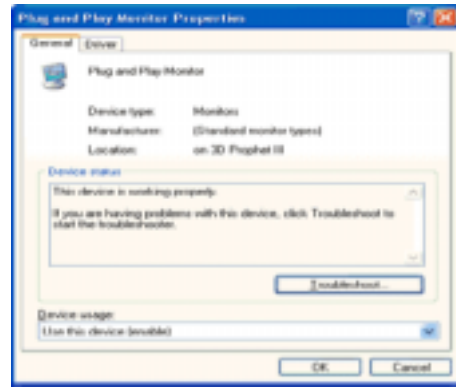 Plug and Play Monitor Properties
General Driver
Plug and Play Monitor
Device type: Monitors
Manufacturer: (Standard monitor types)
Location: on 3D Prophet III
Device status
This device is working properly.
If you are having problems with this device, click Troubleshoot to
start the troubleshooter.
Troubleshoot...
Device usage:
Use this device (enable)
OK Cancel